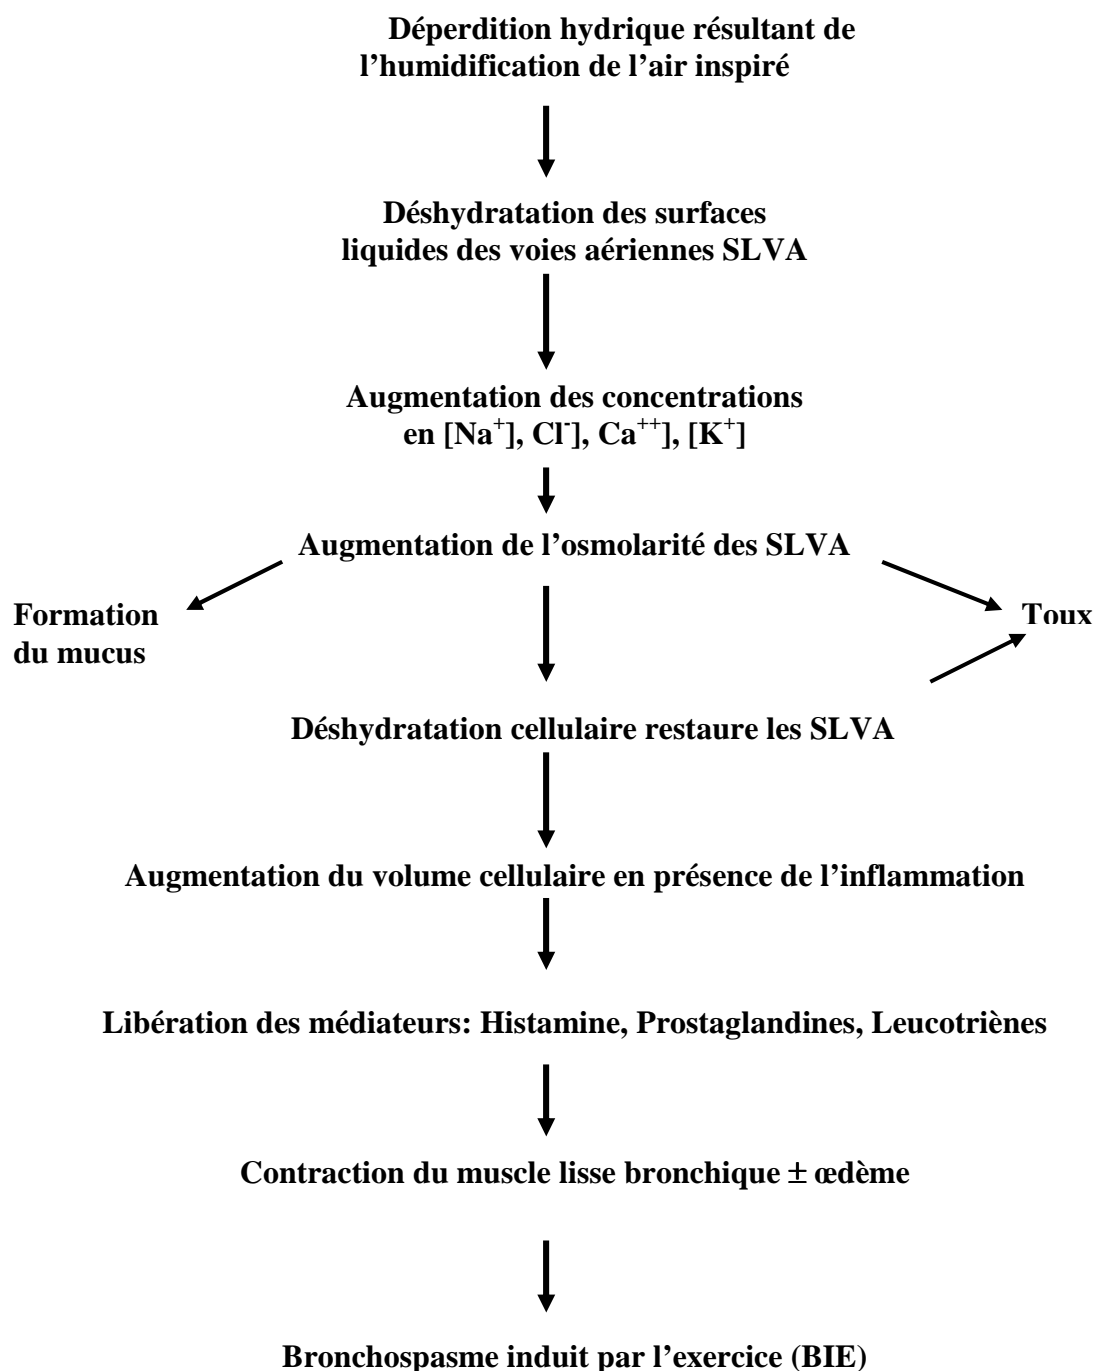 Déperdition hydrique résultant de
l’humidification de l’air inspiré
Déshydratation des surfaces
liquides des voies aériennes SLVA
Augmentation des concentrations
en [Na⁺], Cl⁻], Ca⁺⁺], [K⁺]
Augmentation de l’osmolarité des SLVA
Formation
du mucus
Toux
Déshydratation cellulaire restaure les SLVA
Augmentation du volume cellulaire en présence de l’inflammation
Libération des médiateurs: Histamine, Prostaglandines, Leucotriènes
Contraction du muscle lisse bronchique ± œdème
Bronchospasme induit par l’exercice (BIE)